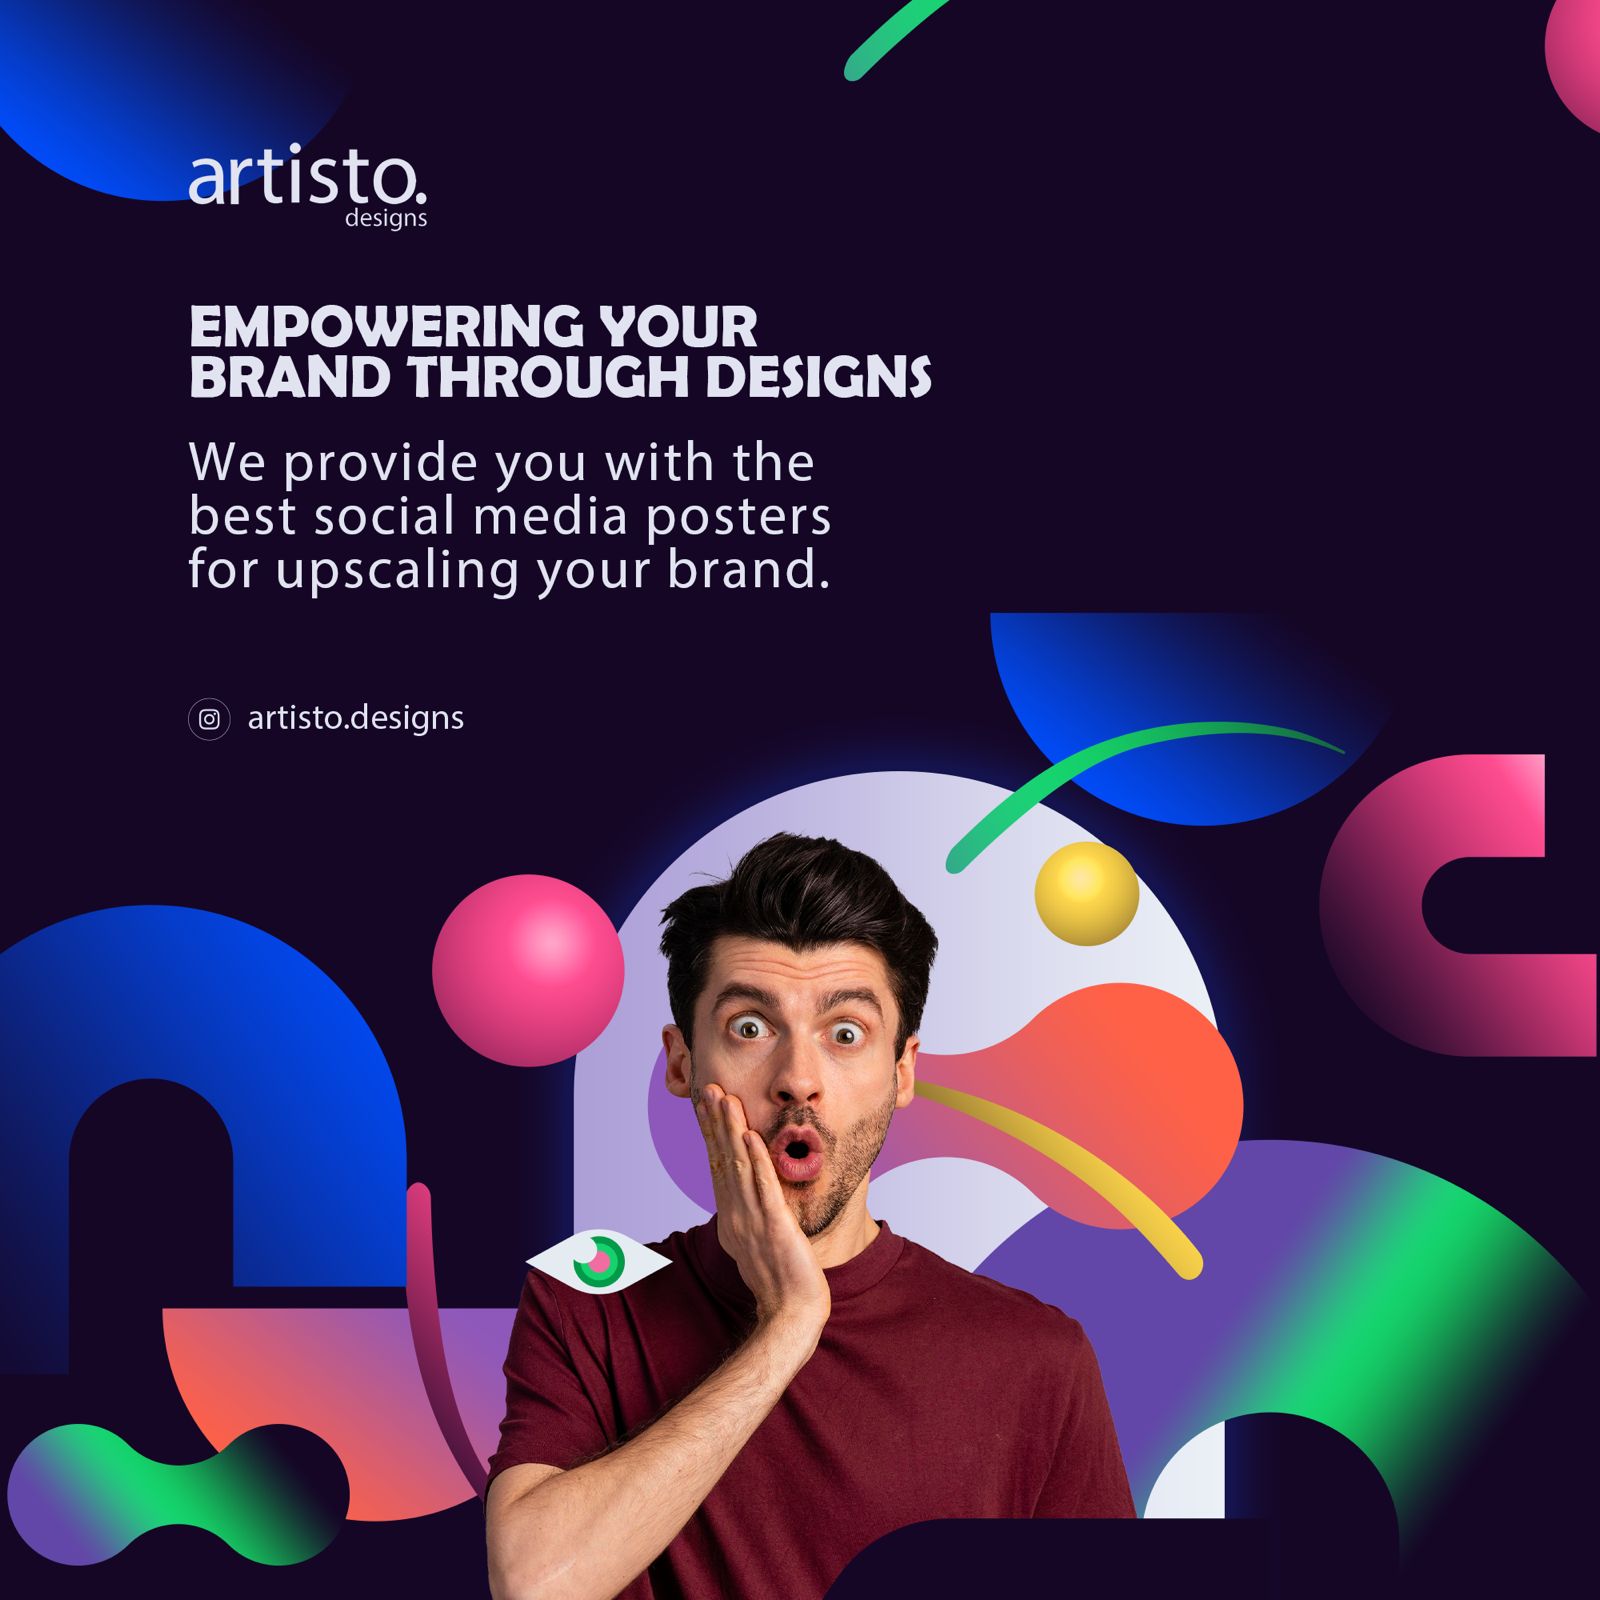 artisto.
designs
EMPOWERING YOUR
BRAND THROUGH DESIGNS
We provide you with the
best social media posters
for upscaling your brand.
artisto.designs